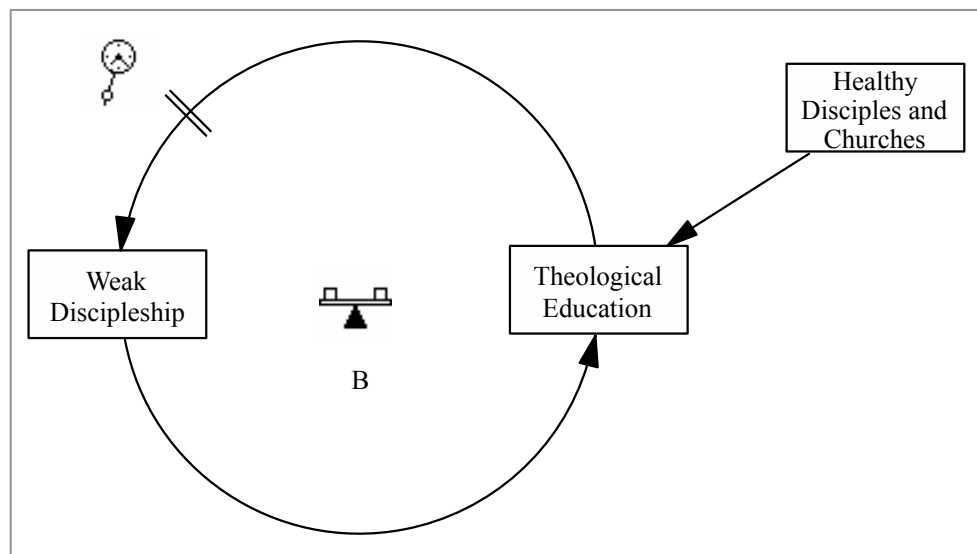 Healthy
Disciples and
Churches
Weak
Discipleship
Theological
Education
B